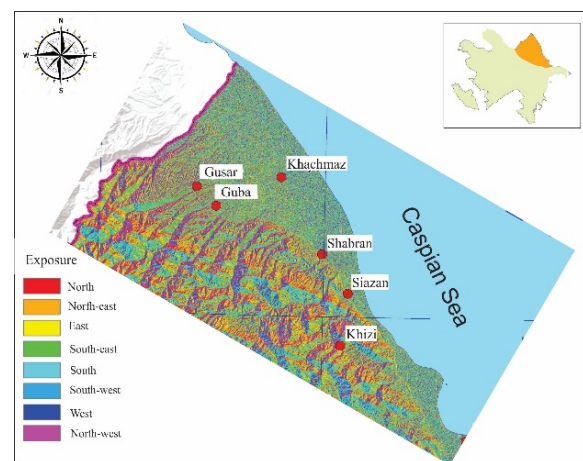 N
W
E
S
Gusar
Khachmaz
Guba
Shabran
Siazan
Khizi
Caspian Sea
Exposure
North
Norfh-east
East
South-east
South
South-west
West
North-west